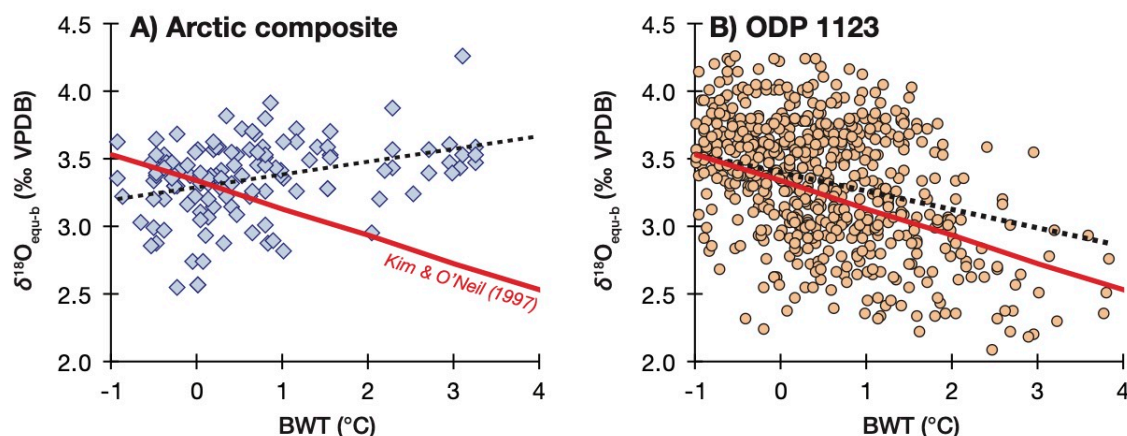 A) Arctic composite
4.5
4.0
3.5
3.0
2.5
2.0
δ¹⁸Oequ-b (‰ VPDB)
Kim & O'Neil (1997)
-1 0 1 2 3 4
BWT (°C)
B) ODP 1123
4.5
4.0
3.5
3.0
2.5
2.0
δ¹⁸Oequ-b (‰ VPDB)
-1 0 1 2 3 4
BWT (°C)